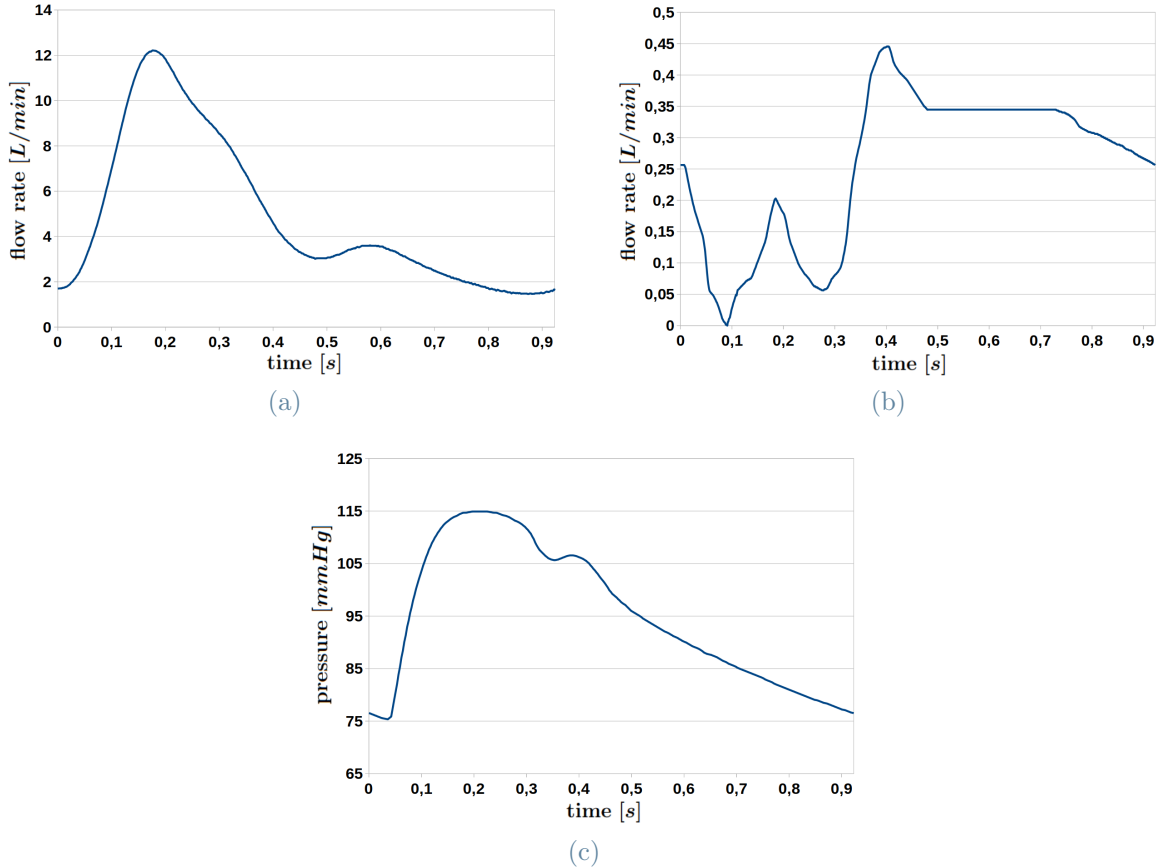 14
12
10
8
6
4
2
0
flow rate [L/min]
0 0,1 0,2 0,3 0,4 0,5 0,6 0,7 0,8 0,9
time [s]
(a)
0,5
0,45
0,4
0,35
0,3
0,25
0,2
0,15
0,1
0,05
0
flow rate [L/min]
0 0,1 0,2 0,3 0,4 0,5 0,6 0,7 0,8 0,9
time [s]
(b)
125
115
105
95
85
75
65
pressure [mmHg]
0 0,1 0,2 0,3 0,4 0,5 0,6 0,7 0,8 0,9
time [s]
(c)